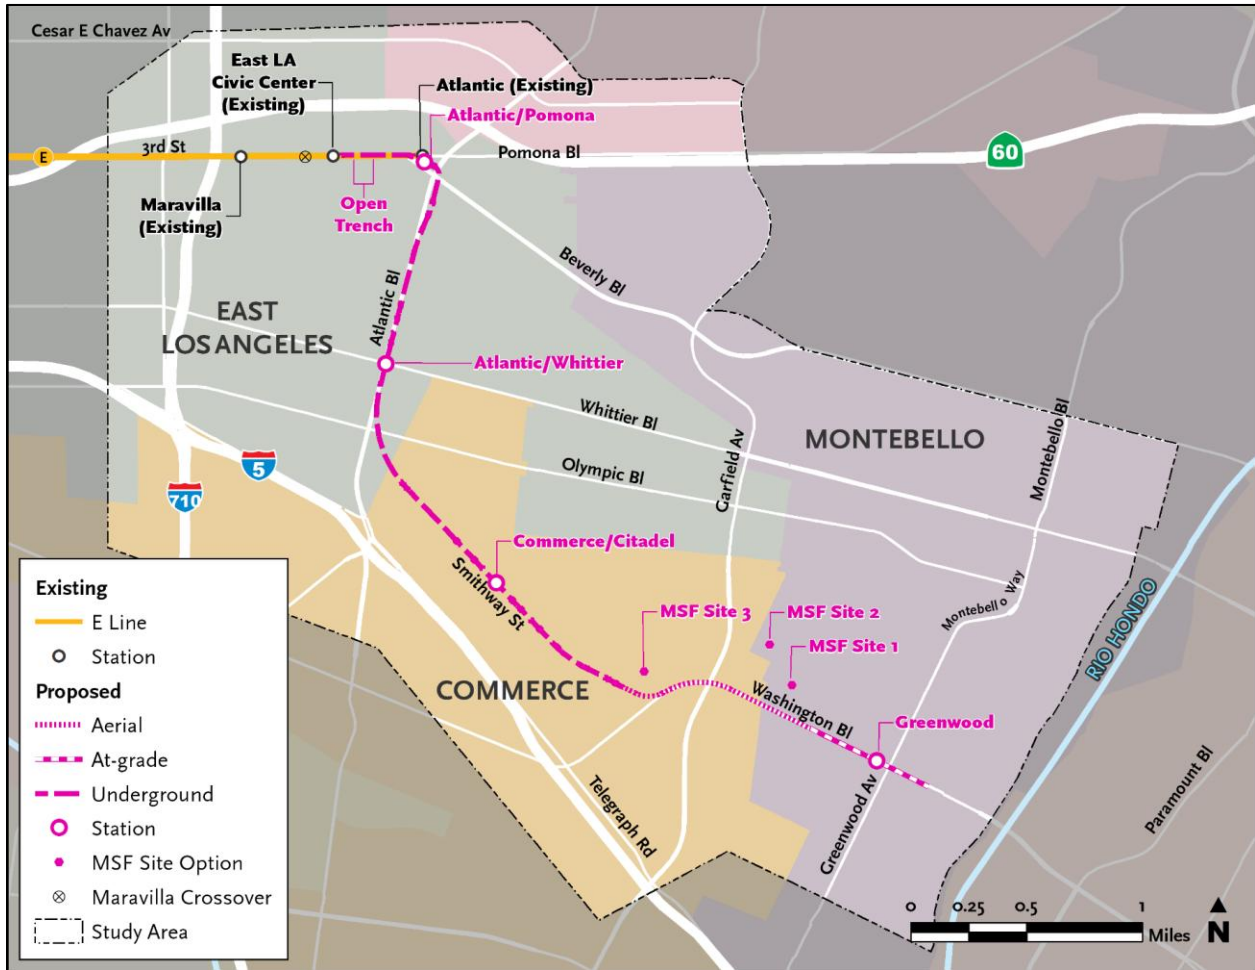 Cesar E Chavez Av
East LA
Civic Center
(Existing)
Atlantic (Existing)
Atlantic/Pomona
E
3rd St
Pomona Bl
60
Maravilla
(Existing)
Open
Trench
Beverly Bl
Atlantic Bl
EAST
LOS ANGELES
Atlantic/Whittier
Whittier Bl
MONTEBELLO
Montebello Bl
Garfield Av
Olympic Bl
5
710
Commerce/Citadel
Smithway St
MSF Site 3
MSF Site 2
MSF Site 1
Montebello Way
RIO HONDO
COMMERCE
Washington Bl
Greenwood
Telegraph Rd
Greenwood Av
Paramount Bl
Existing
E Line
Station
Proposed
Aerial
At-grade
Underground
Station
MSF Site Option
Maravilla Crossover
Study Area
0 0.25 0.5 1
Miles
N